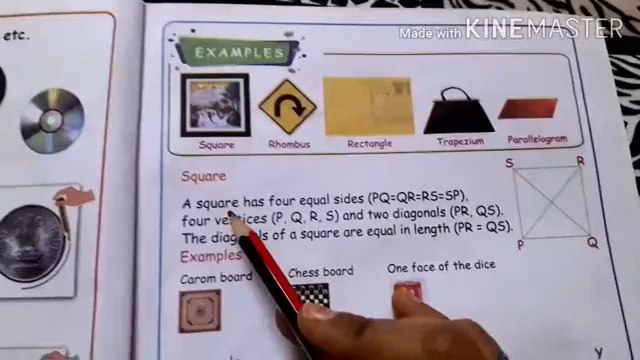 etc.
Made with KINEMASTER
EXAMPLES
Square
Rhombus
Rectangle
Trapezium
Parallelogram
Square
A square has four equal sides (PQ=QR=RS=SP),
four vertices (P, Q, R, S) and two diagonals (PR, QS).
The diagonals of a square are equal in length (PR = QS).
S
R
P
Q
Examples
Carom board
Chess board
One face of the dice
Y